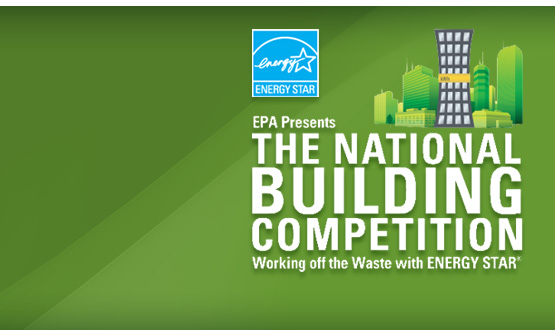 energy
ENERGY STAR
EPA Presents
THE NATIONAL
BUILDING
COMPETITION
Working off the Waste with ENERGY STAR®